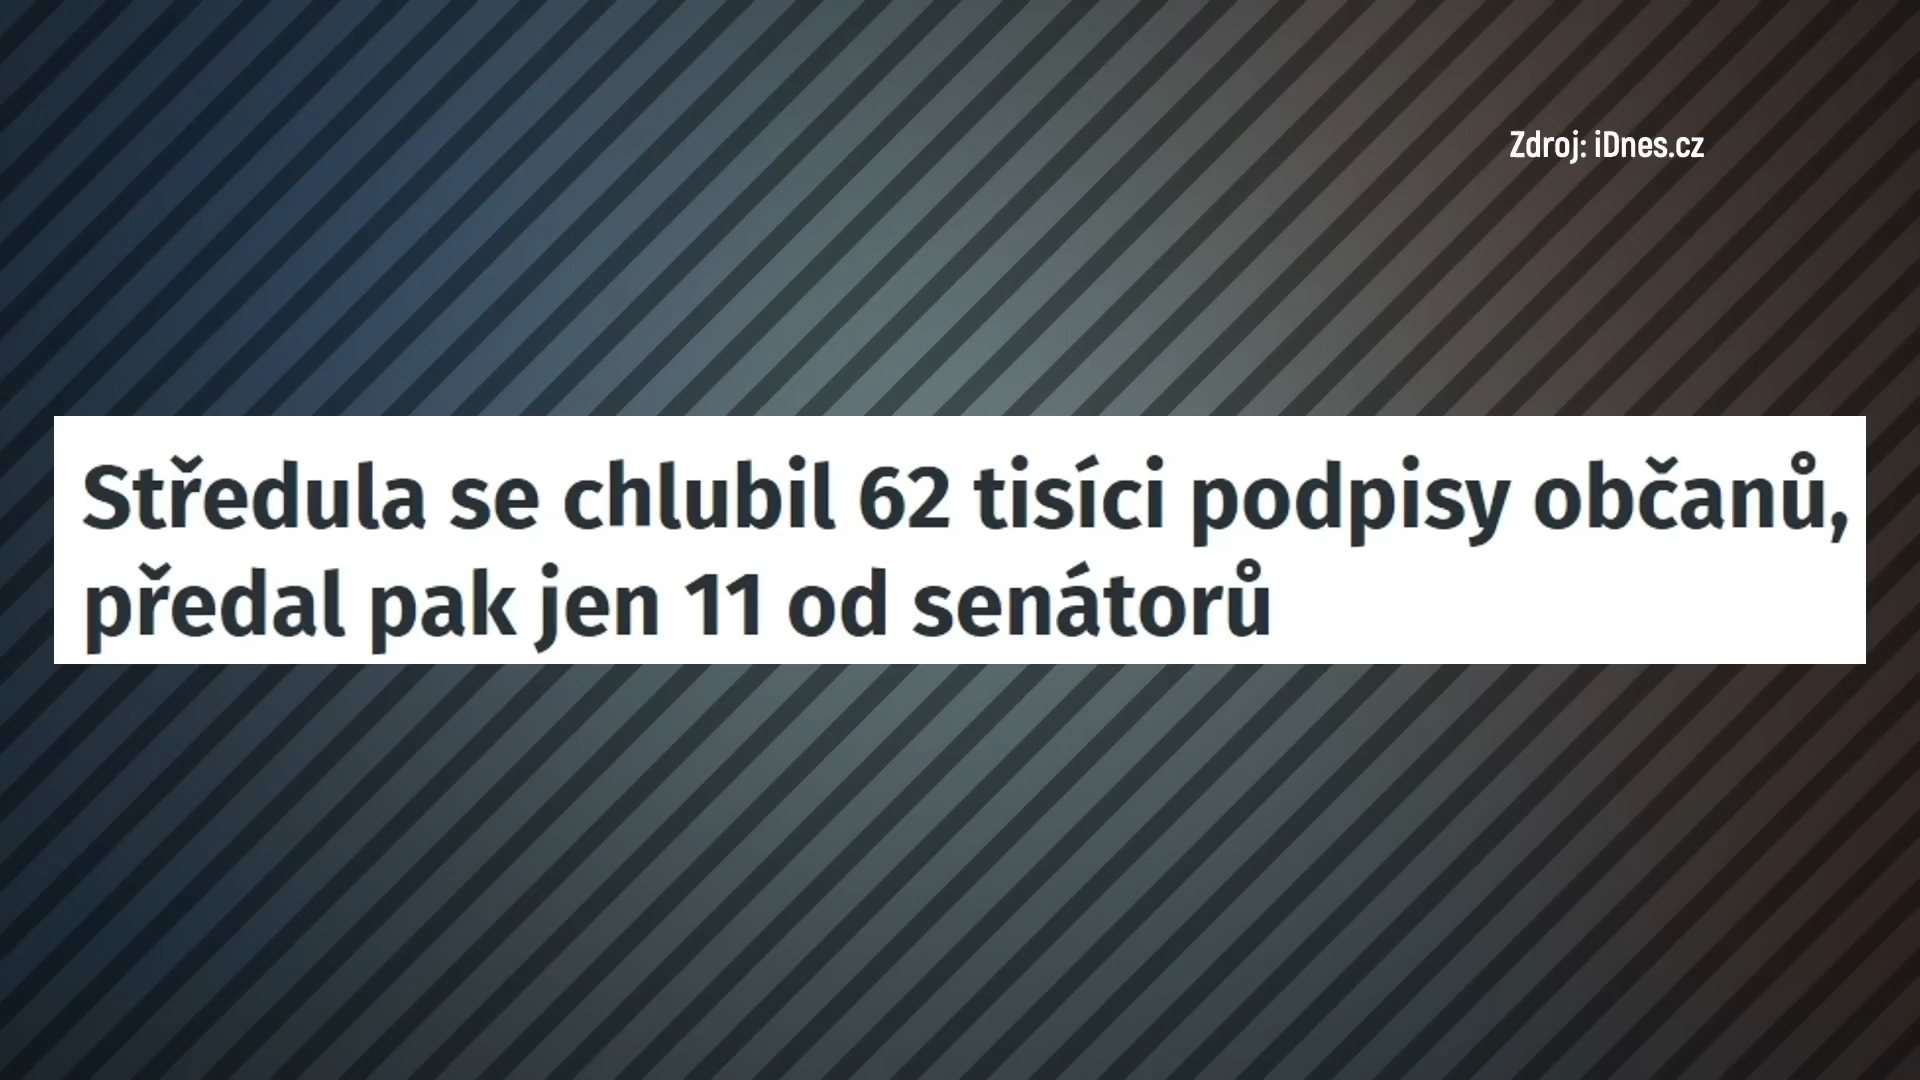 Zdroj: iDnes.cz
Středula se chlubil 62 tisíci podpisy občanů,
předal pak jen 11 od senátorů